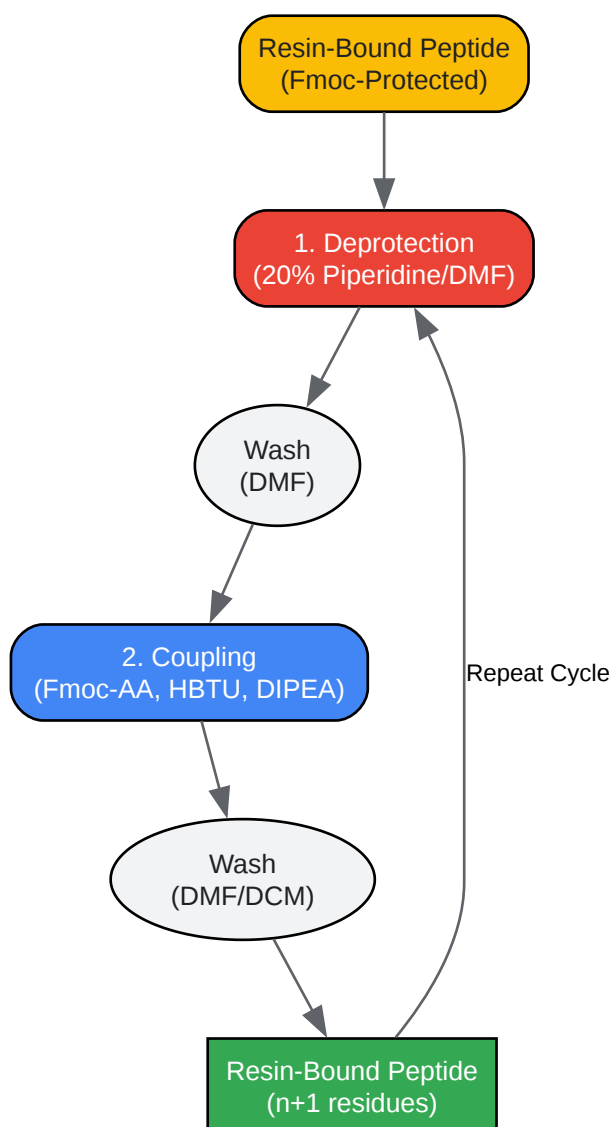 Resin-Bound Peptide
(Fmoc-Protected)
1. Deprotection
(20% Piperidine/DMF)
Wash
(DMF)
2. Coupling
(Fmoc-AA, HBTU, DIPEA)
Repeat Cycle
Wash
(DMF/DCM)
Resin-Bound Peptide
(n+1 residues)